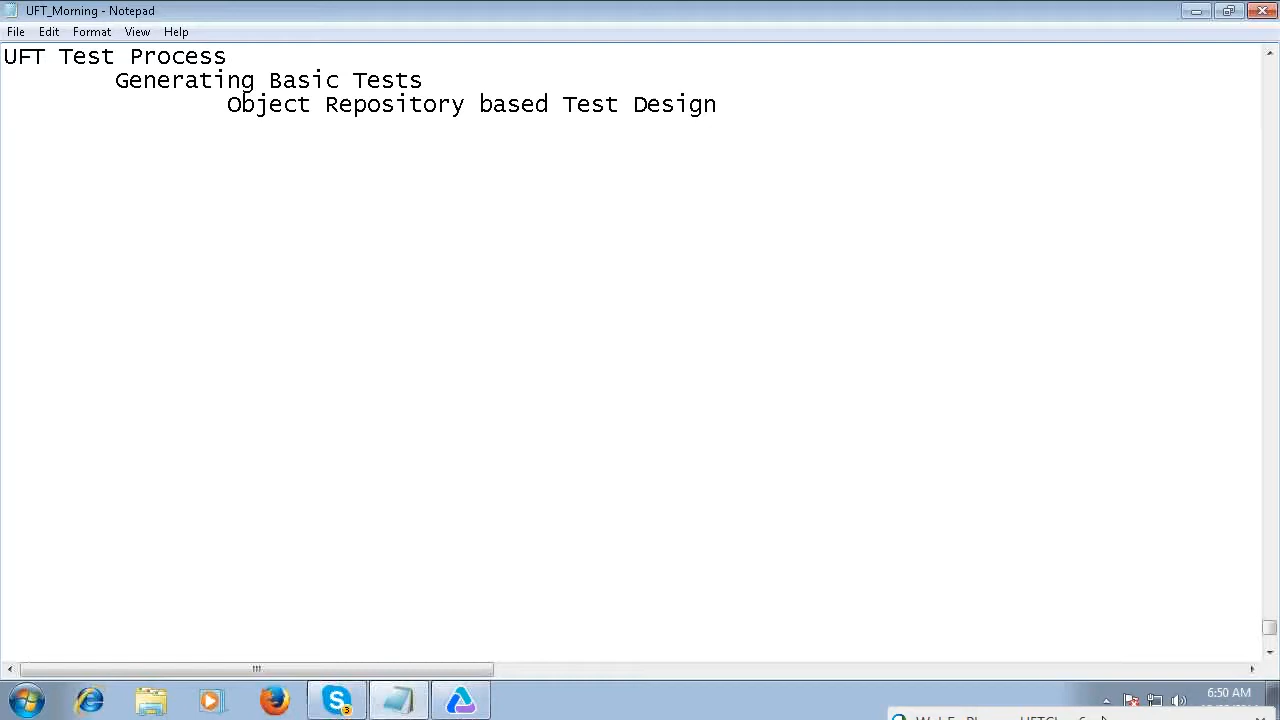 UFT_Morning - Notepad
File Edit Format View Help
UFT Test Process
Generating Basic Tests
Object Repository based Test Design
3
6:50 AM